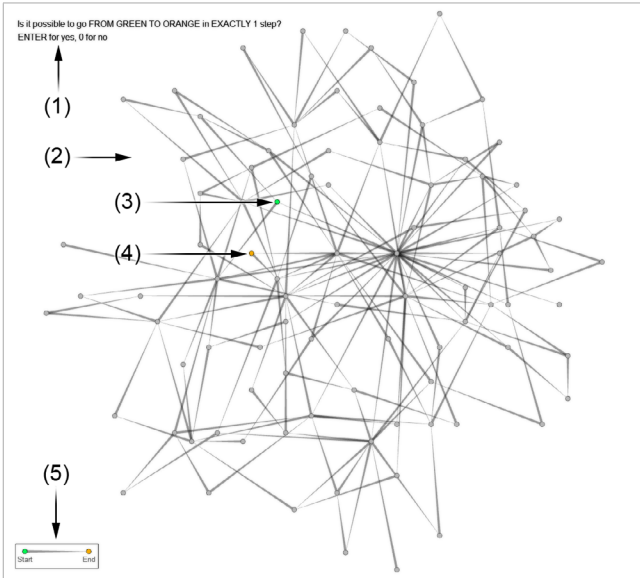 Is it possible to go FROM GREEN TO ORANGE in EXACTLY 1 step?
ENTER for yes, 0 for no
(1)
(2)
(3)
(4)
(5)
Start End